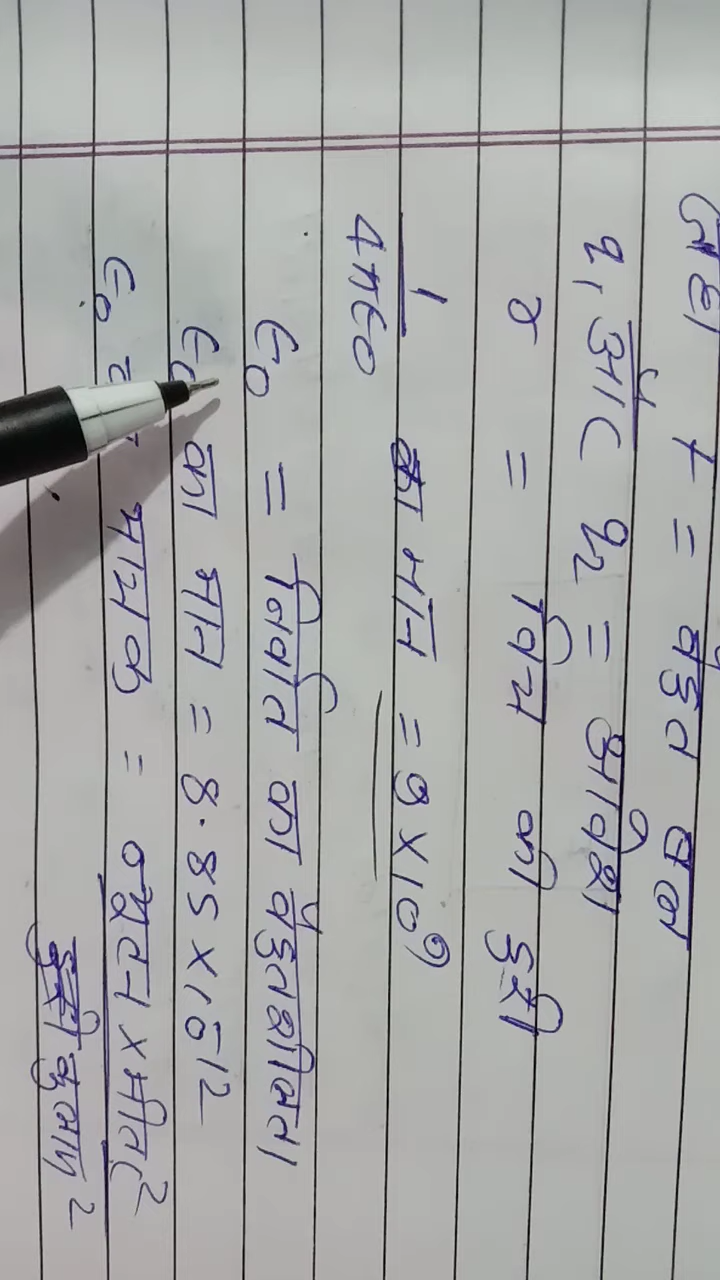 जहां F = वैद्युत बल
q₁ और q₂ = आवेश
r = बिच की दुरी
1/4πε₀ का मान = 9 × 10⁹
ε₀ = निर्वात का वैद्युतशीलता
ε₀ का मान = 8.85 × 10⁻¹²
ε₀ मात्रक = न्यूटन × मीटर²
कुलाम²